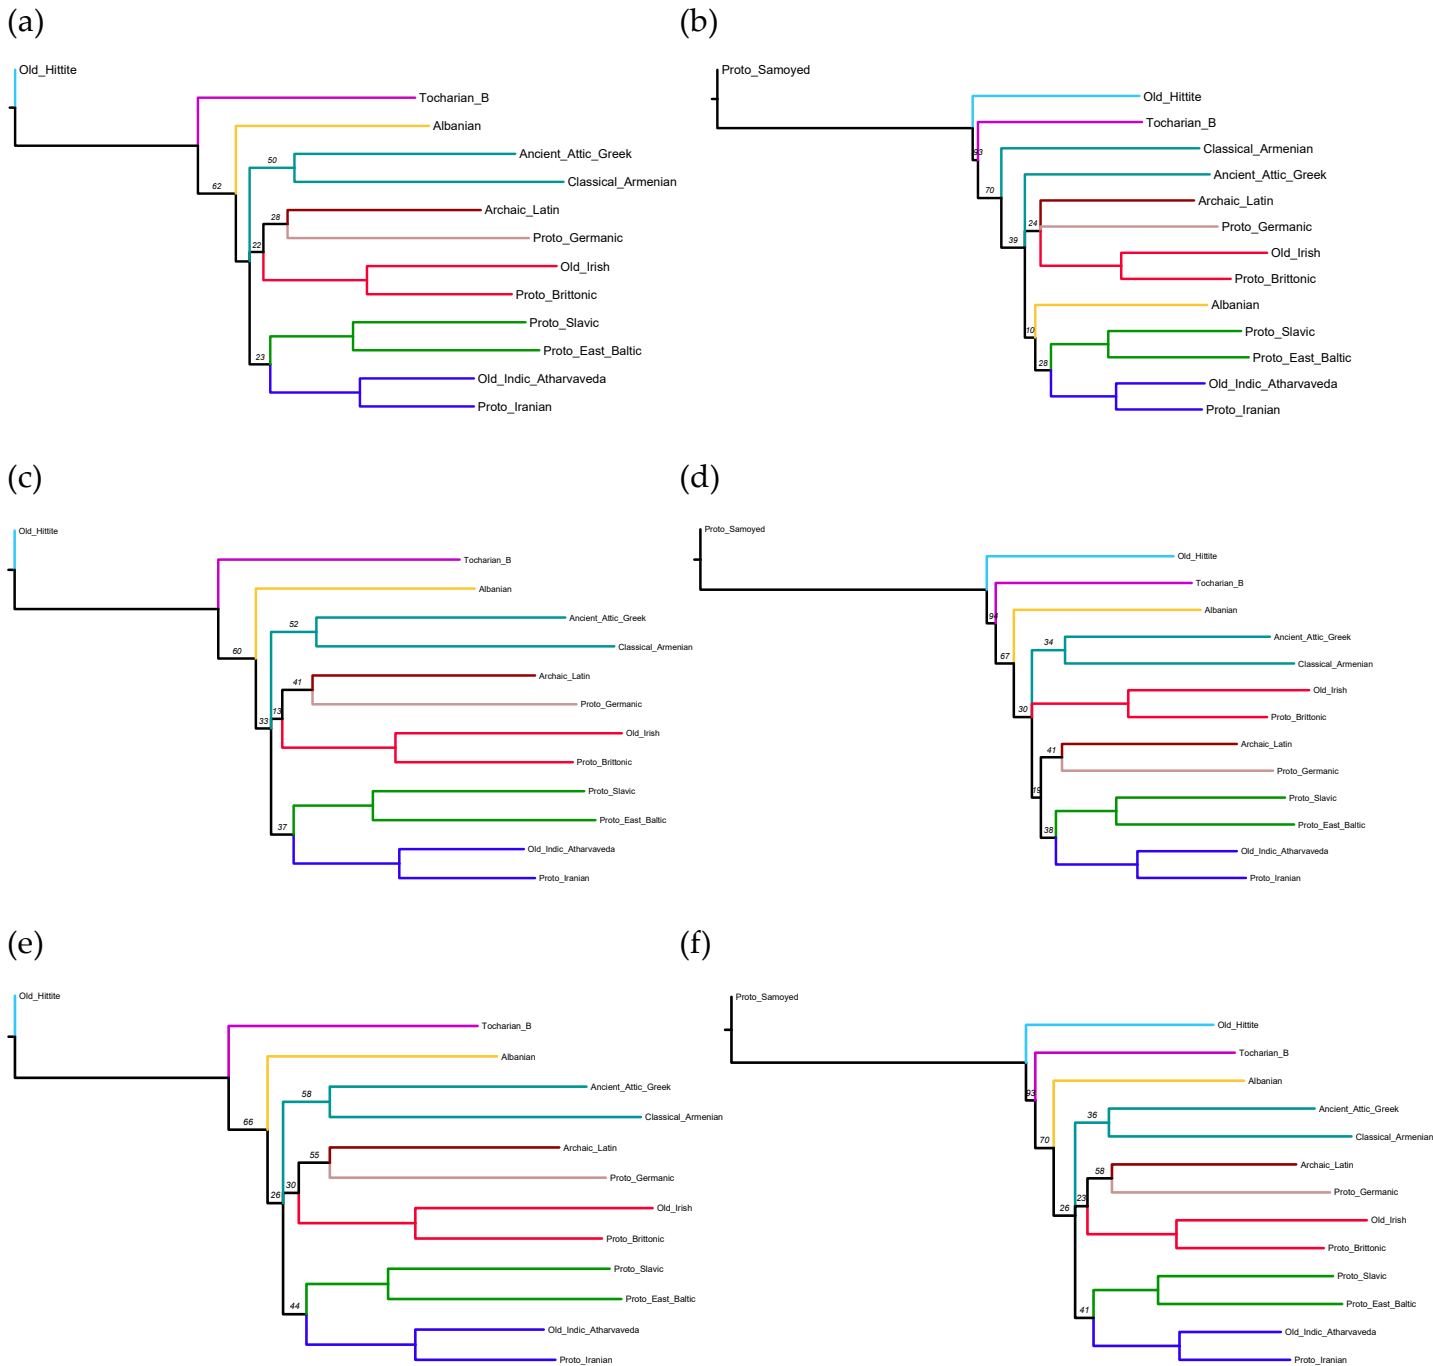 (a)
Old_Hittite
Tocharian_B
Albanian
50
Ancient_Attic_Greek
Classical_Armenian
62
28
Archaic_Latin
Proto_Germanic
22
Old_Irish
Proto_Brittonic
Proto_Slavic
Proto_East_Baltic
23
Old_Indic_Atharvaveda
Proto_Iranian
(b)
Proto_Samoyed
Old_Hittite
Tocharian_B
93
Classical_Armenian
Ancient_Attic_Greek
70
Archaic_Latin
24
Proto_Germanic
39
Old_Irish
Proto_Brittonic
Albanian
10
Proto_Slavic
Proto_East_Baltic
28
Old_Indic_Atharvaveda
Proto_Iranian
(c)
Old_Hittite
Tocharian_B
Albanian
52
Ancient_Attic_Greek
Classical_Armenian
60
41
Archaic_Latin
Proto_Germanic
13
33
Old_Irish
Proto_Brittonic
Proto_Slavic
Proto_East_Baltic
37
Old_Indic_Atharvaveda
Proto_Iranian
(d)
Proto_Samoyed
Old_Hittite
Tocharian_B
94
Albanian
34
Ancient_Attic_Greek
67
Classical_Armenian
Old_Irish
30
Proto_Brittonic
41
Archaic_Latin
Proto_Germanic
19
Proto_Slavic
Proto_East_Baltic
38
Old_Indic_Atharvaveda
Proto_Iranian
(e)
Old_Hittite
Tocharian_B
Albanian
58
Ancient_Attic_Greek
Classical_Armenian
66
55
Archaic_Latin
Proto_Germanic
30
26
Old_Irish
Proto_Brittonic
Proto_Slavic
Proto_East_Baltic
44
Old_Indic_Atharvaveda
Proto_Iranian
(f)
Proto_Samoyed
Old_Hittite
Tocharian_B
93
Albanian
36
Ancient_Attic_Greek
Classical_Armenian
70
58
Archaic_Latin
Proto_Germanic
23
26
Old_Irish
Proto_Brittonic
Proto_Slavic
Proto_East_Baltic
41
Old_Indic_Atharvaveda
Proto_Iranian